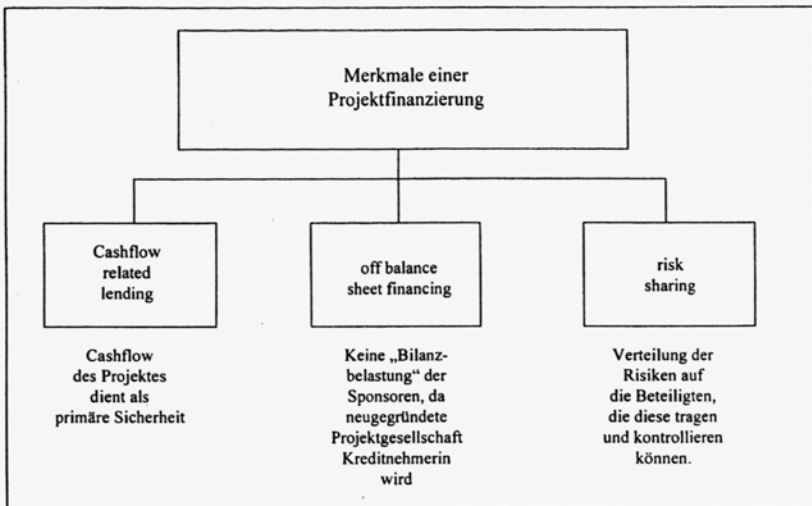 Merkmale einer
Projektfinanzierung
Cashflow
related
lending
off balance
sheet financing
risk
sharing
Cashflow
des Projektes
dient als
primäre Sicherheit
Keine „Bilanz-
belastung“ der
Sponsoren, da
neugegründete
Projektgesellschaft
Kreditnehmerin
wird
Verteilung der
Risiken auf
die Beteiligten,
die diese tragen
und kontrollieren
können.